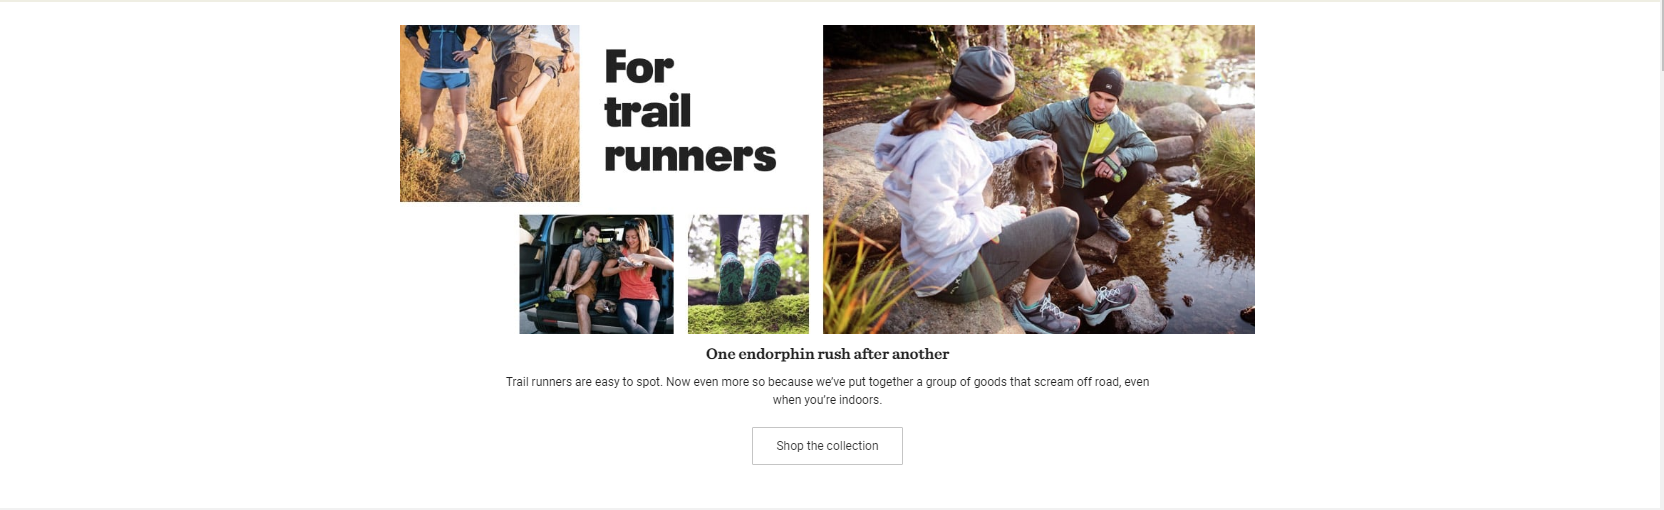 For
trail
runners
One endorphin rush after another
Trail runners are easy to spot. Now even more so because we’ve put together a group of goods that scream off road, even
when you’re indoors.
Shop the collection